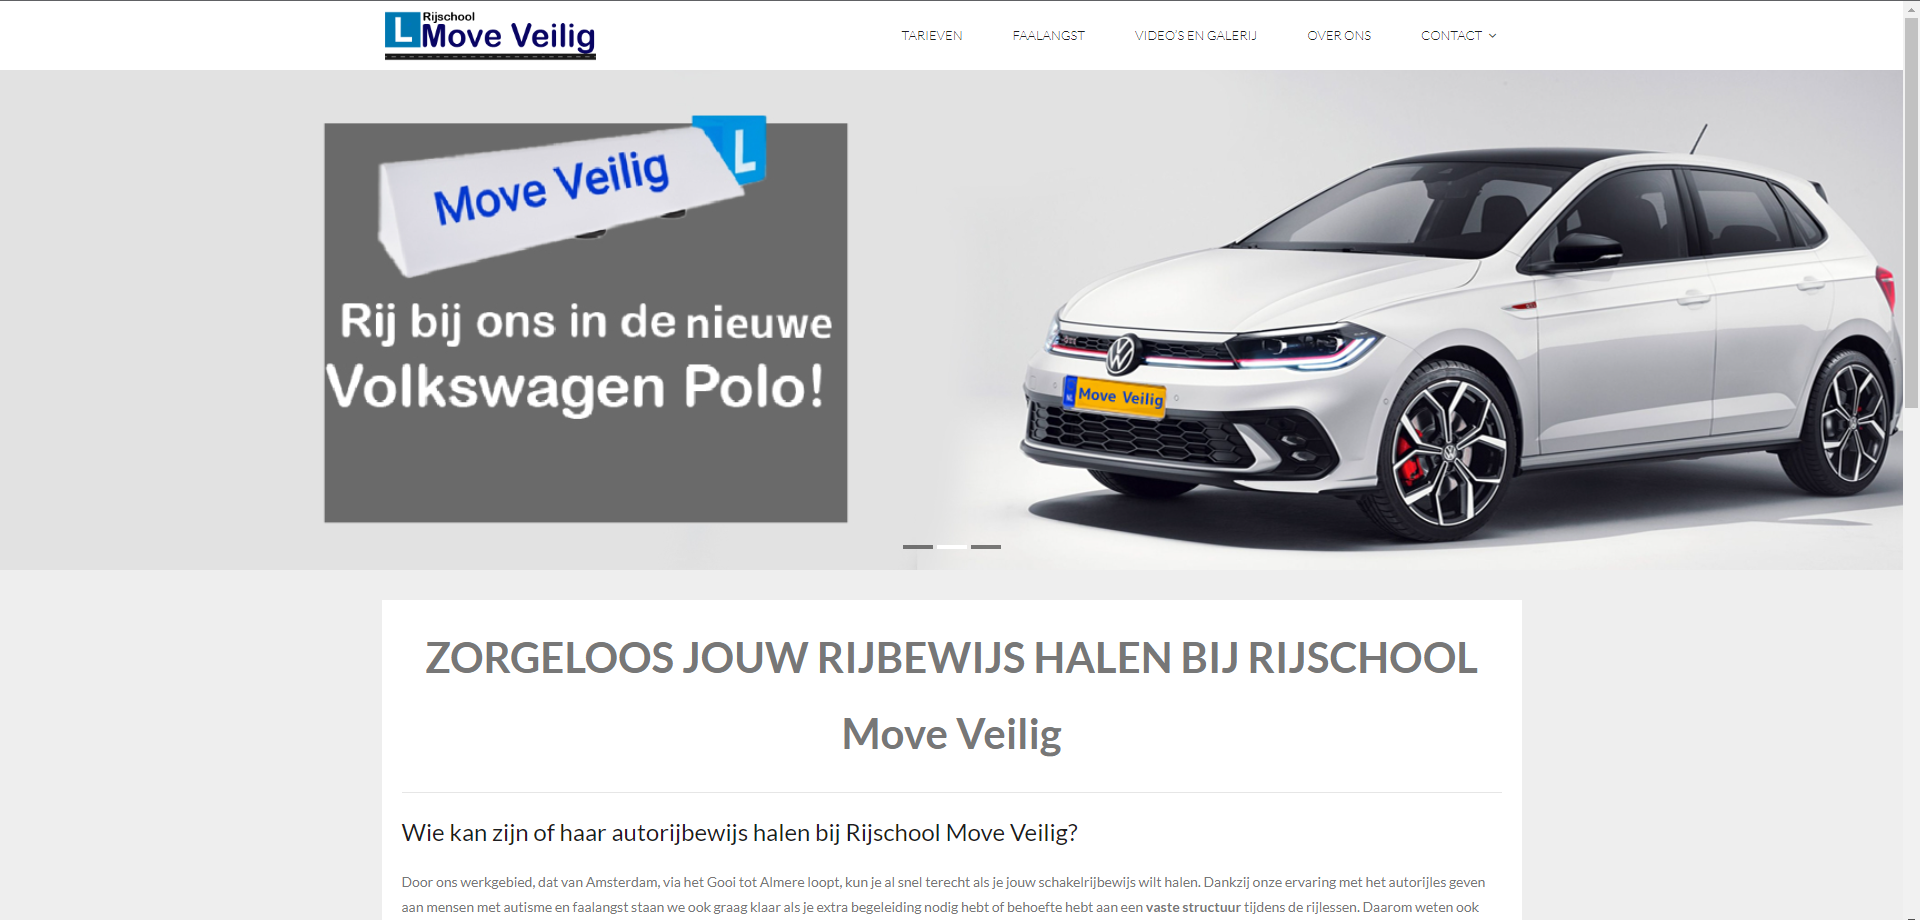 Rijschool
L Move Veilig
TARIEVEN FAALANGST VIDEO'S EN GALERIJ OVER ONS CONTACT
L
Move Veilig
Rij bij ons in de nieuwe
Volkswagen Polo!
NL Move Veilig
ZORGELOOS JOUW RIJBEWIJS HALEN BIJ RIJSCHOOL
Move Veilig
Wie kan zijn of haar autorijbewijs halen bij Rijschool Move Veilig?
Door ons werkgebied, dat van Amsterdam, via het Gooi tot Almere loopt, kun je al snel terecht als je jouw schakelrijbewijs wilt halen. Dankzij onze ervaring met het autorijles geven
aan mensen met autisme en faalangst staan we ook graag klaar als je extra begeleiding nodig hebt of behoefte hebt aan een vaste structuur tijdens de rijlessen. Daarom weten ook